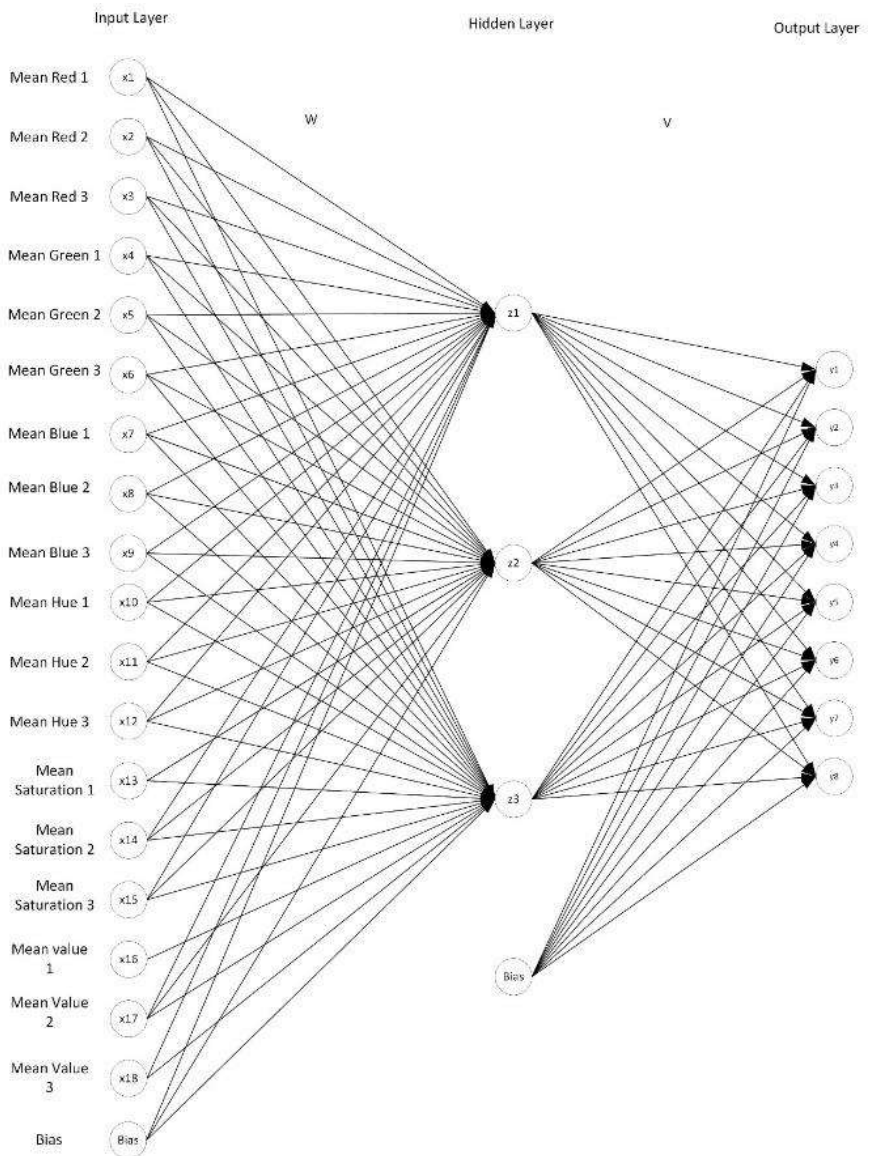 Input Layer
Hidden Layer
Output Layer
Mean Red 1
x1
W
V
Mean Red 2
x2
Mean Red 3
x3
Mean Green 1
x4
Mean Green 2
x5
z1
Mean Green 3
x6
y1
Mean Blue 1
x7
y2
Mean Blue 2
x8
y3
Mean Blue 3
x9
z2
y4
Mean Hue 1
x10
y5
Mean Hue 2
x11
y6
Mean Hue 3
x12
y7
Mean
Saturation 1
x13
z3
y8
Mean
Saturation 2
x14
Mean
Saturation 3
x15
Mean value
1
x16
Bias
Mean Value
2
x17
Mean Value
3
x18
Bias
Bias